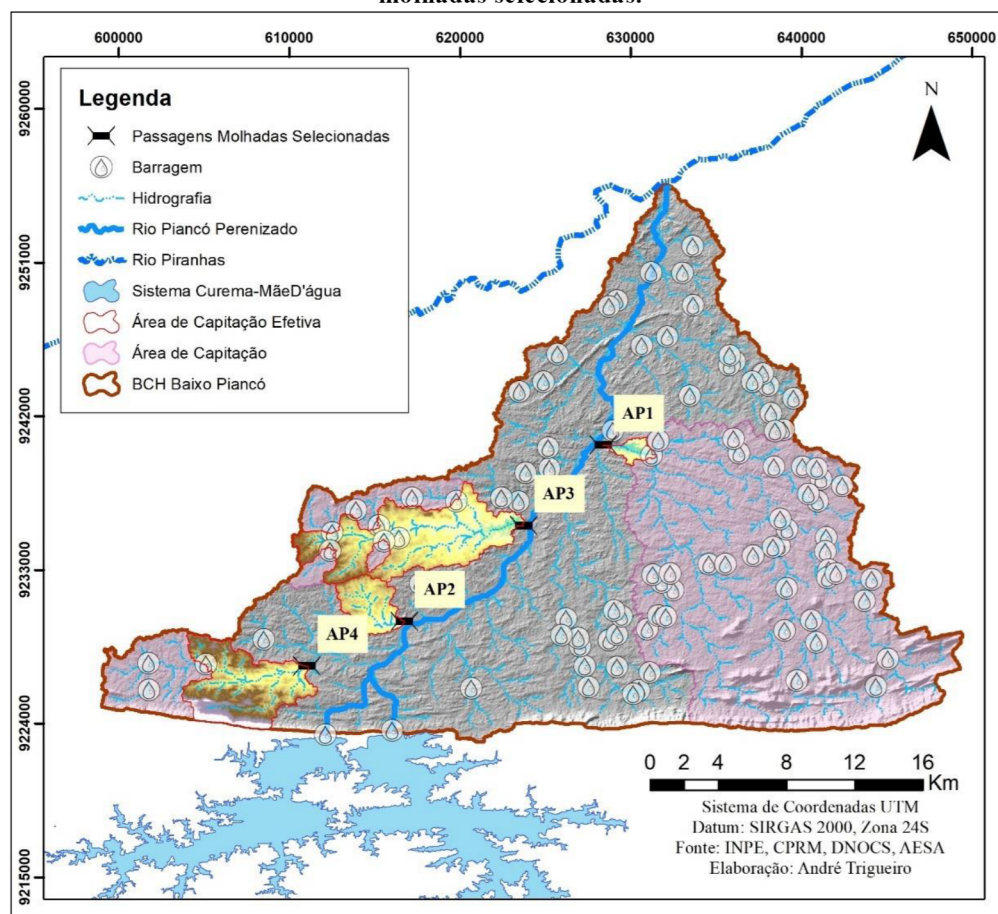 molhadas selecionadas.
600000 610000 620000 630000 640000 650000
9260000
9251000
9242000
9233000
9224000
9215000
Legenda
Passagens Molhadas Selecionadas
Barragem
Hidrografia
Rio Piancó Perenizado
Rio Piranhas
Sistema Curema-MãeD'água
Área de Capitação Efetiva
Área de Capitação
BCH Baixo Piancó
N
AP1
AP3
AP2
AP4
0 2 4 8 12 16
Km
Sistema de Coordenadas UTM
Datum: SIRGAS 2000, Zona 24S
Fonte: INPE, CPRM, DNOCS, AESA
Elaboração: André Trigueiro